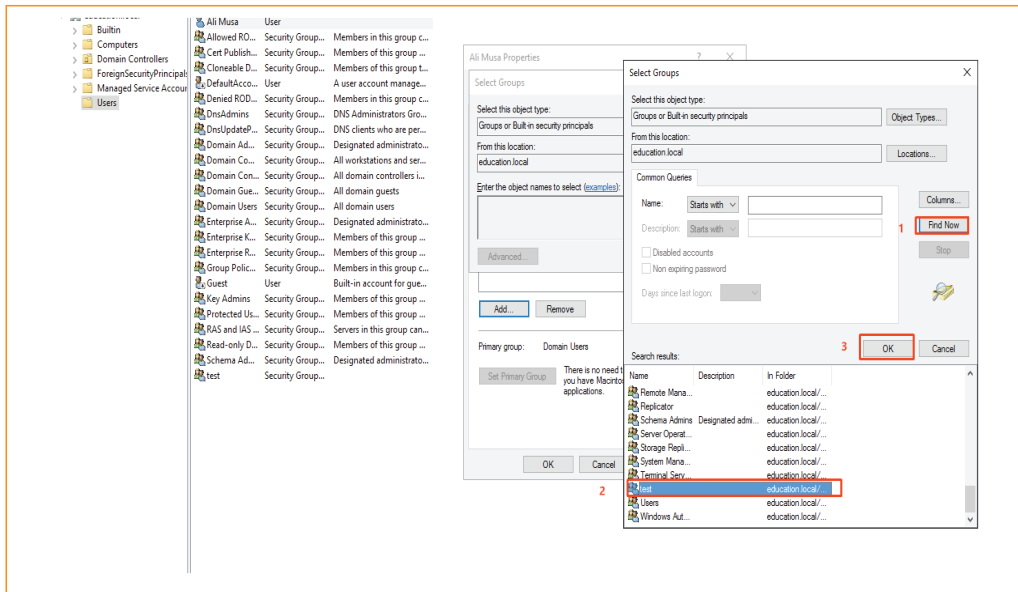 Builtin
Computers
Domain Controllers
ForeignSecurityPrincipals
Managed Service Accour
Users
Ali Musa User
Allowed RO... Security Group... Members in this group c...
Cert Publish... Security Group... Members of this group ...
Cloneable D... Security Group... Members of this group t...
DefaultAcco... User A user account manage...
Denied ROD... Security Group... Members in this group c...
DnsAdmins Security Group... DNS Administrators Gro...
DnsUpdateP... Security Group... DNS clients who are per...
Domain Ad... Security Group... Designated administrato...
Domain Co... Security Group... All workstations and ser...
Domain Con... Security Group... All domain controllers i...
Domain Gue... Security Group... All domain guests
Domain Users Security Group... All domain users
Enterprise A... Security Group... Designated administrato...
Enterprise K... Security Group... Members of this group ...
Enterprise R... Security Group... Members of this group ...
Group Polic... Security Group... Members in this group c...
Guest User Built-in account for gue...
Key Admins Security Group... Members of this group ...
Protected Us... Security Group... Members of this group ...
RAS and IAS ... Security Group... Servers in this group can...
Read-only D... Security Group... Members of this group ...
Schema Ad... Security Group... Designated administrato...
test Security Group...
Ali Musa Properties ? X
Select Groups
Select this object type:
Groups or Built-in security principals
From this location:
education.local
Enter the object names to select (examples):
Advanced...
Add... Remove
Primary group: Domain Users
Set Primary Group
There is no need t
you have Macintos
applications.
OK Cancel
2
Select Groups X
Select this object type:
Groups or Built-in security principals Object Types...
From this location:
education.local Locations...
Common Queries
Name: Starts with Columns...
Description: Starts with 1 Find Now
Disabled accounts Stop
Non expiring password
Days since last logon:
3 OK Cancel
Search results:
Name Description In Folder
Remote Mana... education.local/...
Replicator education.local/...
Schema Admins Designated admi... education.local/...
Server Operat... education.local/...
Storage Repli... education.local/...
System Mana... education.local/...
Terminal Serv... education.local/...
test education.local/...
Users education.local/...
Windows Aut... education.local/...